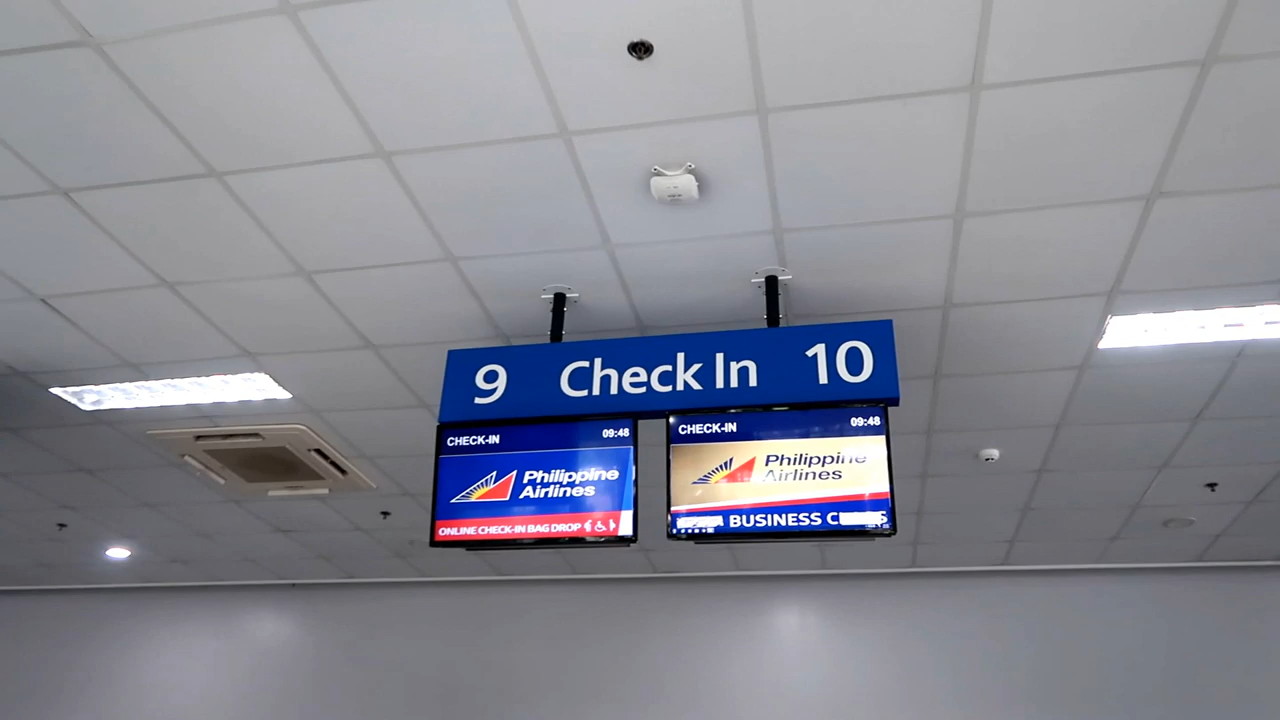 9 Check In 10
CHECK-IN 09:48
Philippine
Airlines
ONLINE CHECK-IN BAG DROP
CHECK-IN 09:48
Philippine
Airlines
BUSINESS